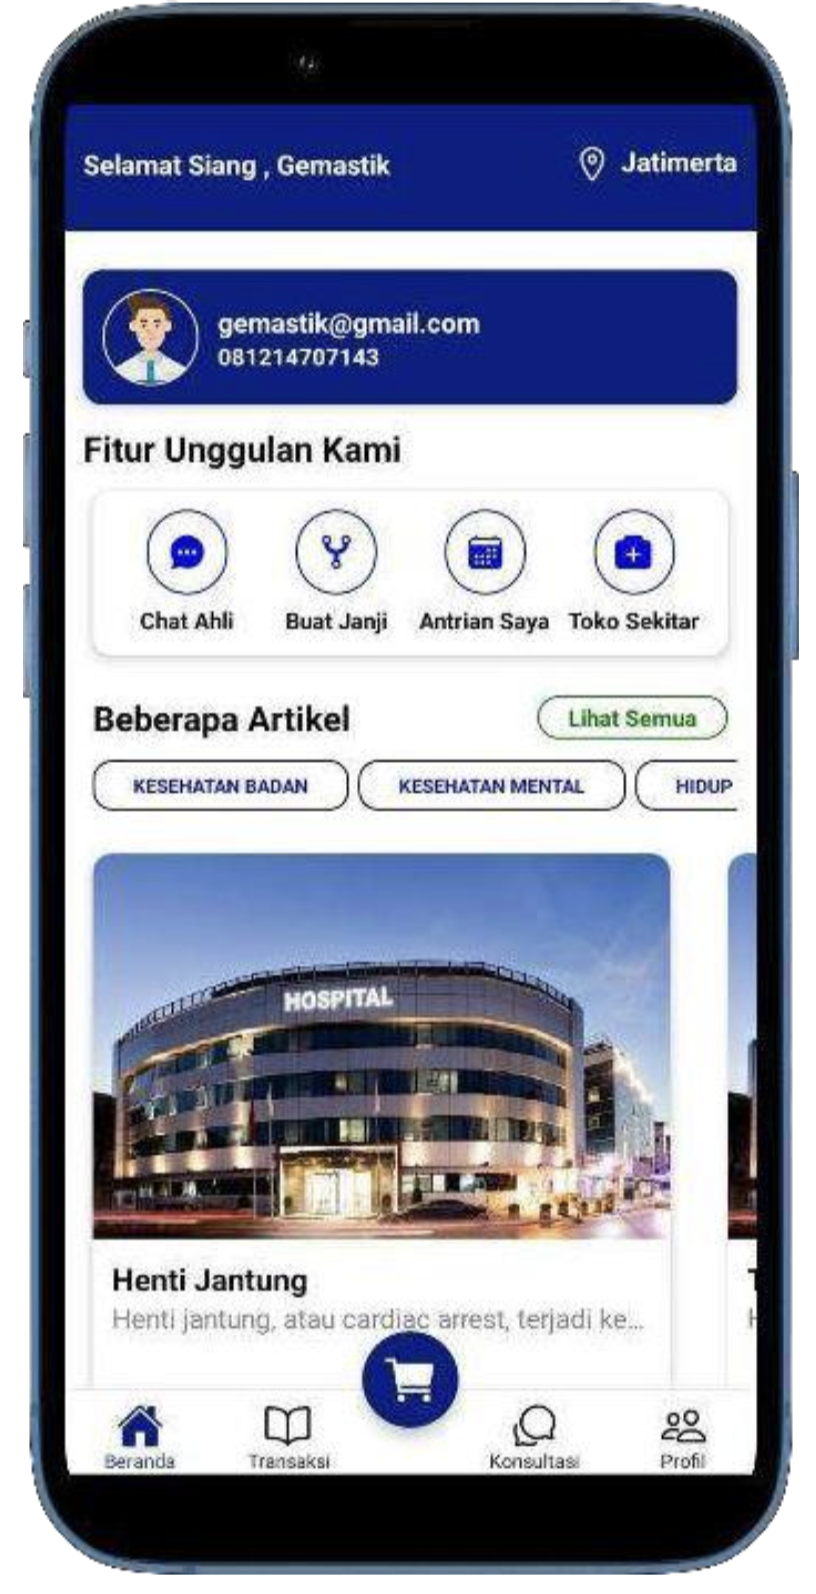 Selamat Siang , Gemastik
Jatimerta
gemastik@gmail.com
081214707143
Fitur Unggulan Kami
Chat Ahli
Buat Janji
Antrian Saya
Toko Sekitar
Beberapa Artikel
Lihat Semua
KESEHATAN BADAN
KESEHATAN MENTAL
HIDUP
HOSPITAL
Henti Jantung
Henti jantung, atau cardiac arrest, terjadi ke...
Beranda
Transaksi
Konsultasi
Profil